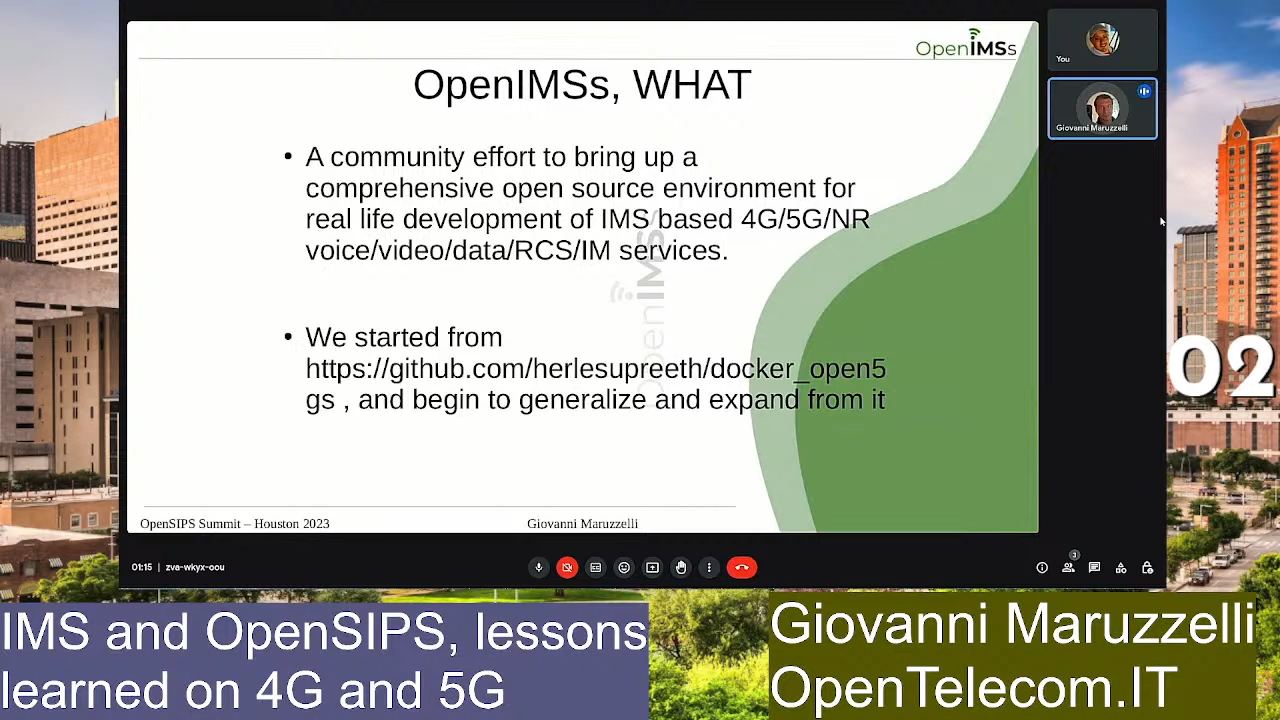 OpenIMSs
OpenIMSs, WHAT
• A community effort to bring up a
comprehensive open source environment for
real life development of IMS based 4G/5G/NR
voice/video/data/RCS/IM services.
• We started from
https://github.com/herlesupreeth/docker_open5
gs , and begin to generalize and expand from it
OpenIMSs
OpenSIPS Summit – Houston 2023
Giovanni Maruzzelli
You
Giovanni Maruzzelli
02
01:15 | zva-wkyx-oou
3
IMS and OpenSIPS, lessons
learned on 4G and 5G
Giovanni Maruzzelli
OpenTelecom.IT